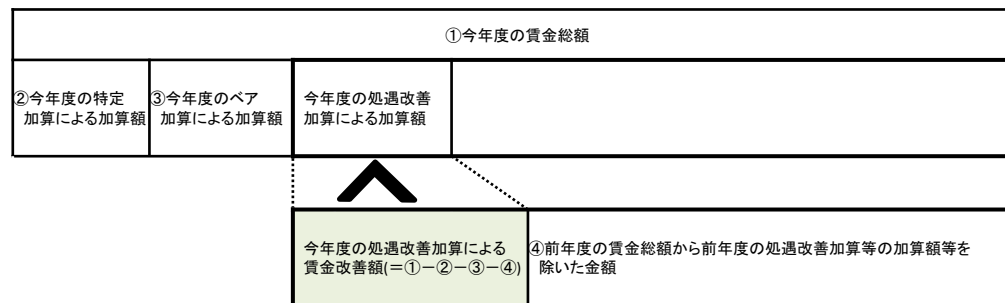 ①今年度の賃金総額
②今年度の特定
加算による加算額
③今年度のベア
加算による加算額
今年度の処遇改善
加算による加算額
今年度の処遇改善加算による
賃金改善額(=①－②－③－④)
④前年度の賃金総額から前年度の処遇改善加算等の加算額等を
除いた金額